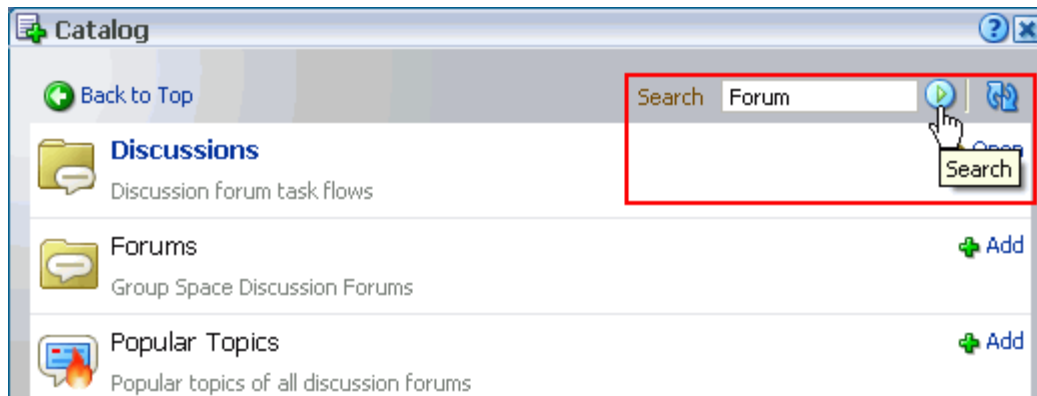 Catalog
Back to Top
Search Forum
Discussions
Open
Search
Discussion forum task flows
Forums
Add
Group Space Discussion Forums
Popular Topics
Add
Popular topics of all discussion forums